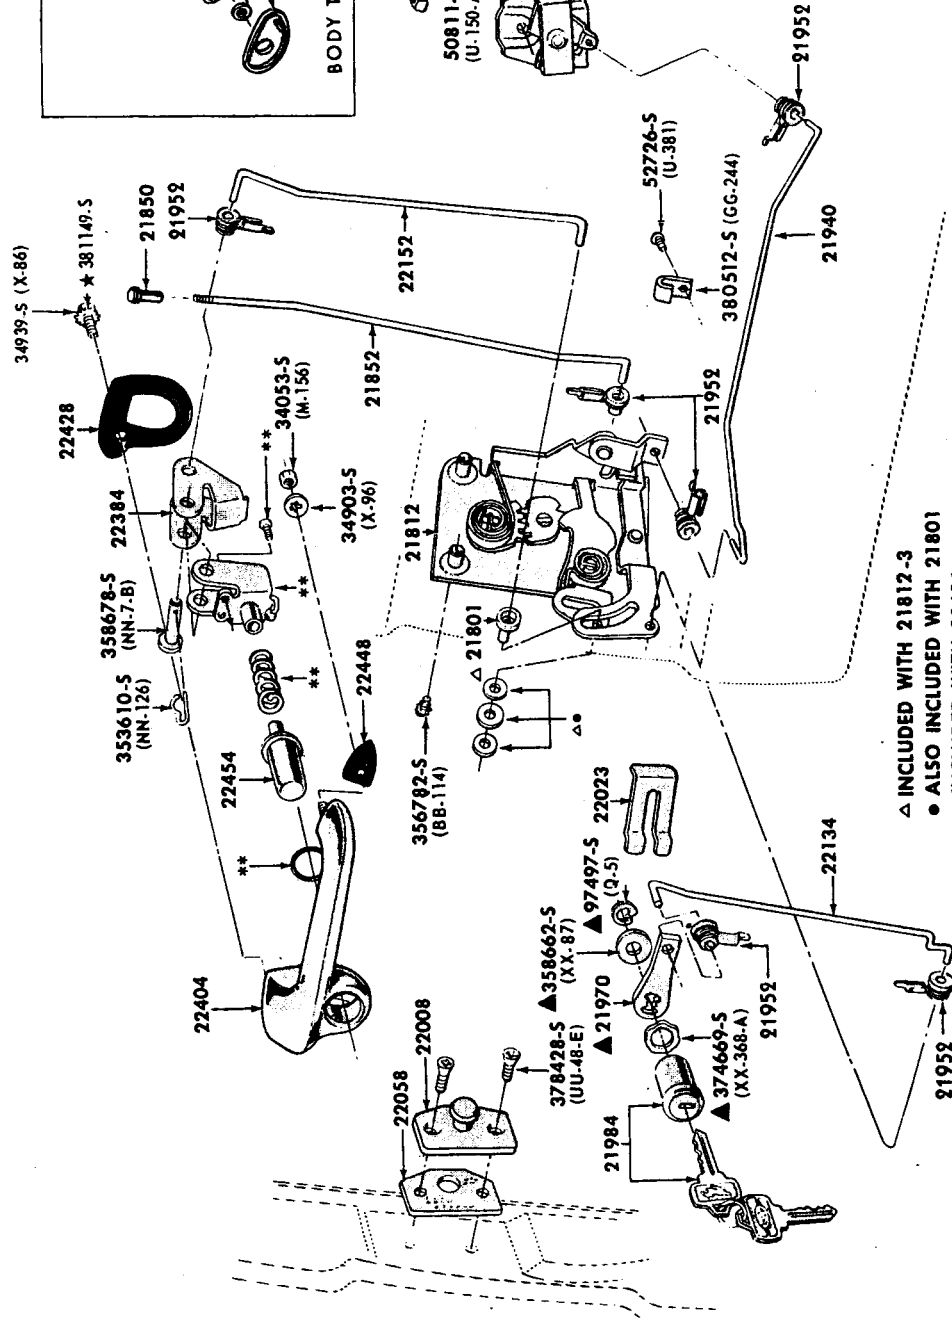 BODY T
50811-
(U-150-A
21952
52726-S
(U-381)
380512-S (GG-244)
21940
21850
21952
22152
34939-S (X-86)
★ 381149-S
21852
22428
34053-S
(M-156)
**
34903-S
(X-96)
21952
22384
21812
358678-S
(NN-7-B)
**
353610-S
(NN-126)
**
22448
△ 21801
22454
356782-S
(BB-114)
△●
**
22023
▲ 97497-S
(Q-5)
22134
22404
▲ 358662-S
(XX-87)
▲ 21970
22008
378428-S
(UU-48-E)
21952
▲ 374669-S
(XX-368-A)
21952
22058
21984
△ INCLUDED WITH 21812-3
● ALSO INCLUDED WITH 21801